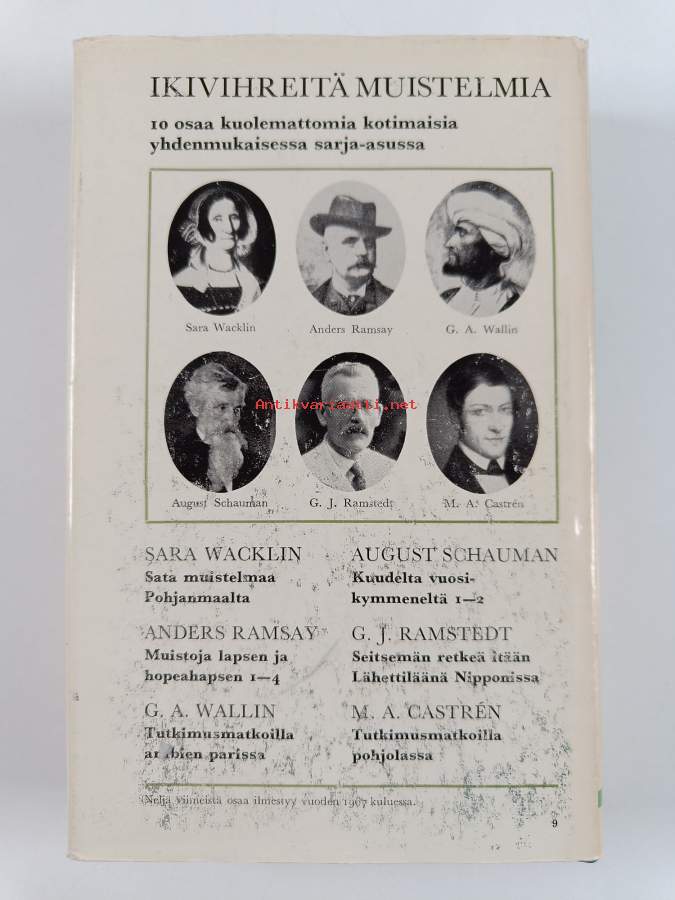 IKIVIHREITÄ MUISTELMIA
10 osaa kuolemattomia kotimaisia
yhdenmukaisessa sarja-asussa
Sara Wacklin
Anders Ramsay
G. A. Wallin
Antikvariaatti.net
August Schauman
G. J. Ramstedt
M. A. Castrén
SARA WACKLIN
Sata muistelmaa
Pohjanmaalta
AUGUST SCHAUMAN
Kuudelta vuosi-
kymmeneltä 1—2
ANDERS RAMSAY
Muistoja lapsen ja
hopeahapsen 1—4
G. J. RAMSTEDT
Seitsemän retkeä itään
Lähettiläänä Nipponissa
G. A. WALLIN
Tutkimusmatkoilla
arabien parissa
M. A. CASTRÉN
Tutkimusmatkoilla
pohjolassa
Neljä viimeistä osaa ilmestyy vuoden 1967 kuluessa.
9